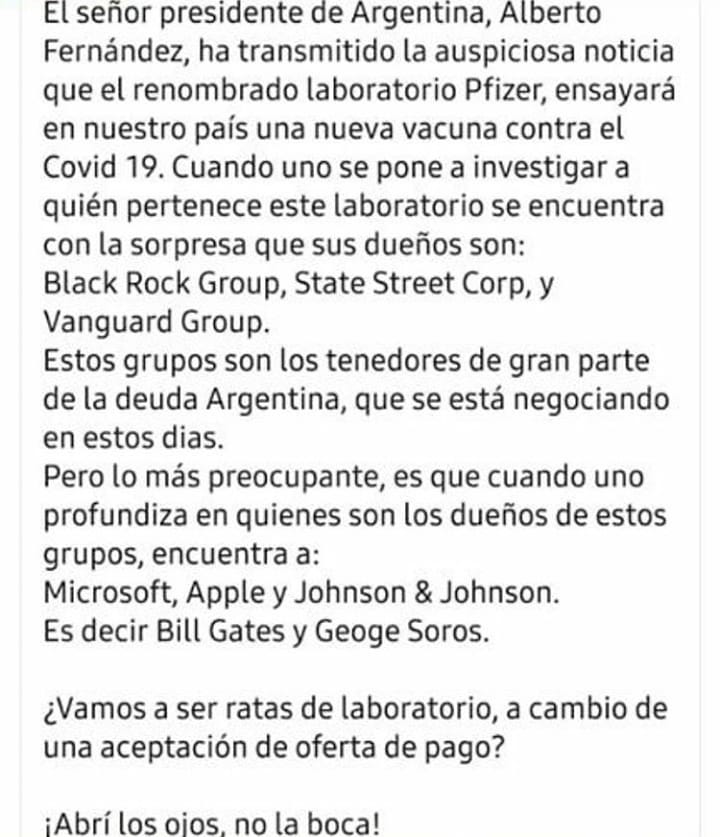 El señor presidente de Argentina, Alberto
Fernández, ha transmitido la auspiciosa noticia
que el renombrado laboratorio Pfizer, ensayará
en nuestro país una nueva vacuna contra el
Covid 19. Cuando uno se pone a investigar a
quién pertenece este laboratorio se encuentra
con la sorpresa que sus dueños son:
Black Rock Group, State Street Corp, y
Vanguard Group.
Estos grupos son los tenedores de gran parte
de la deuda Argentina, que se está negociando
en estos dias.
Pero lo más preocupante, es que cuando uno
profundiza en quienes son los dueños de estos
grupos, encuentra a:
Microsoft, Apple y Johnson & Johnson.
Es decir Bill Gates y Geoge Soros.
¿Vamos a ser ratas de laboratorio, a cambio de
una aceptación de oferta de pago?
¡Abrí los ojos, no la boca!